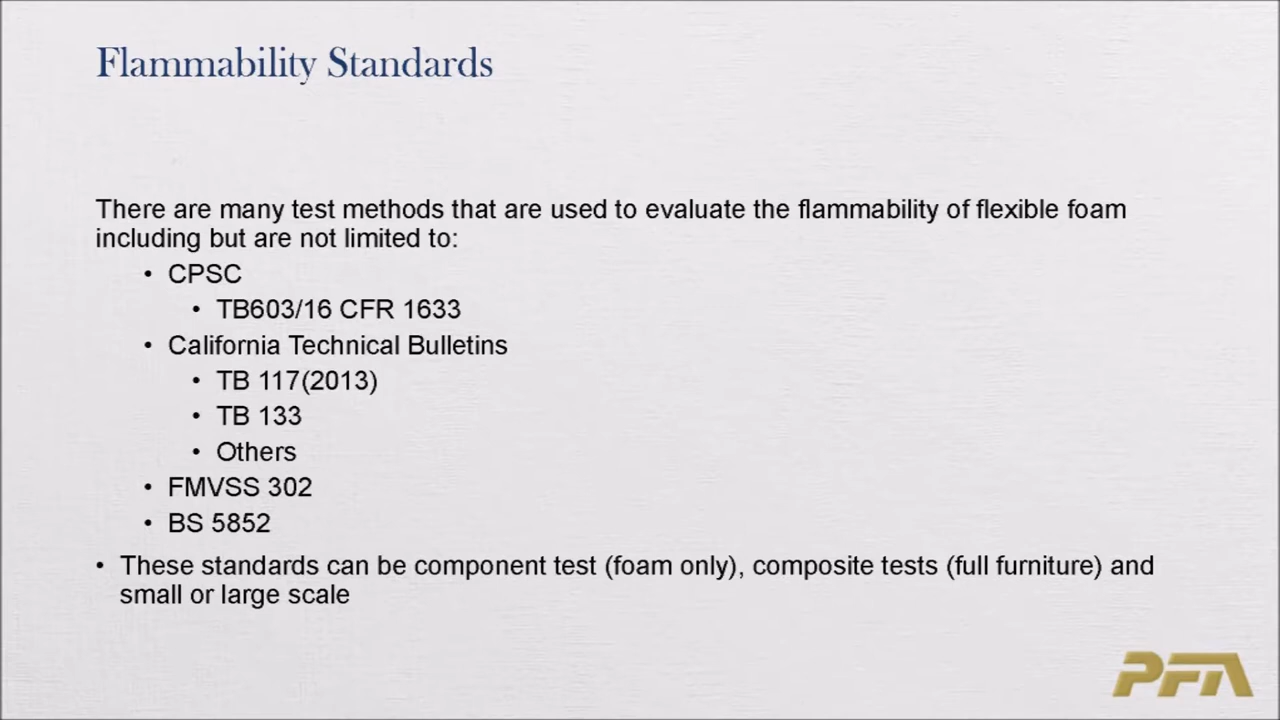 Flammability Standards
There are many test methods that are used to evaluate the flammability of flexible foam
including but are not limited to:
• CPSC
• TB603/16 CFR 1633
• California Technical Bulletins
• TB 117(2013)
• TB 133
• Others
• FMVSS 302
• BS 5852
• These standards can be component test (foam only), composite tests (full furniture) and
small or large scale
PFA